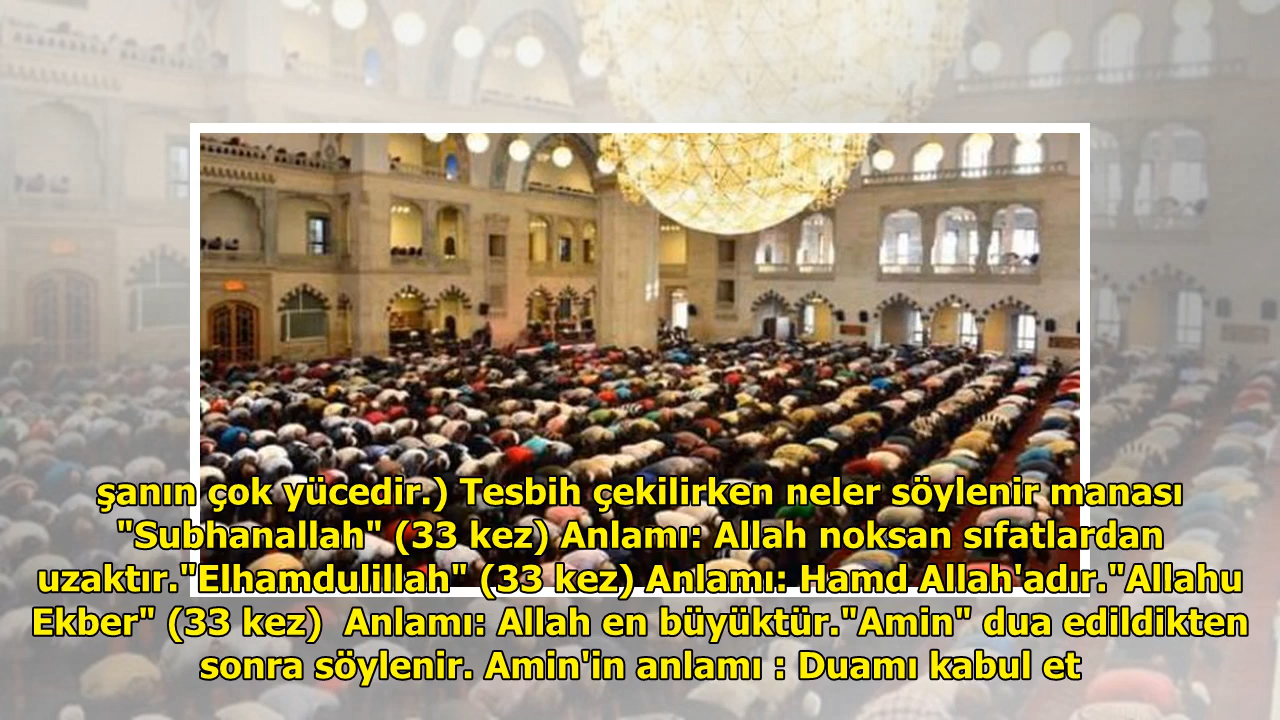 şanın çok yücedir.) Tesbih çekilirken neler söylenir manası
"Subhanallah" (33 kez) Anlamı: Allah noksan sıfatlardan
uzaktır."Elhamdulillah" (33 kez) Anlamı: Hamd Allah'adır."Allahu
Ekber" (33 kez)  Anlamı: Allah en büyüktür."Amin" dua edildikten
sonra söylenir. Amin'in anlamı : Duamı kabul et